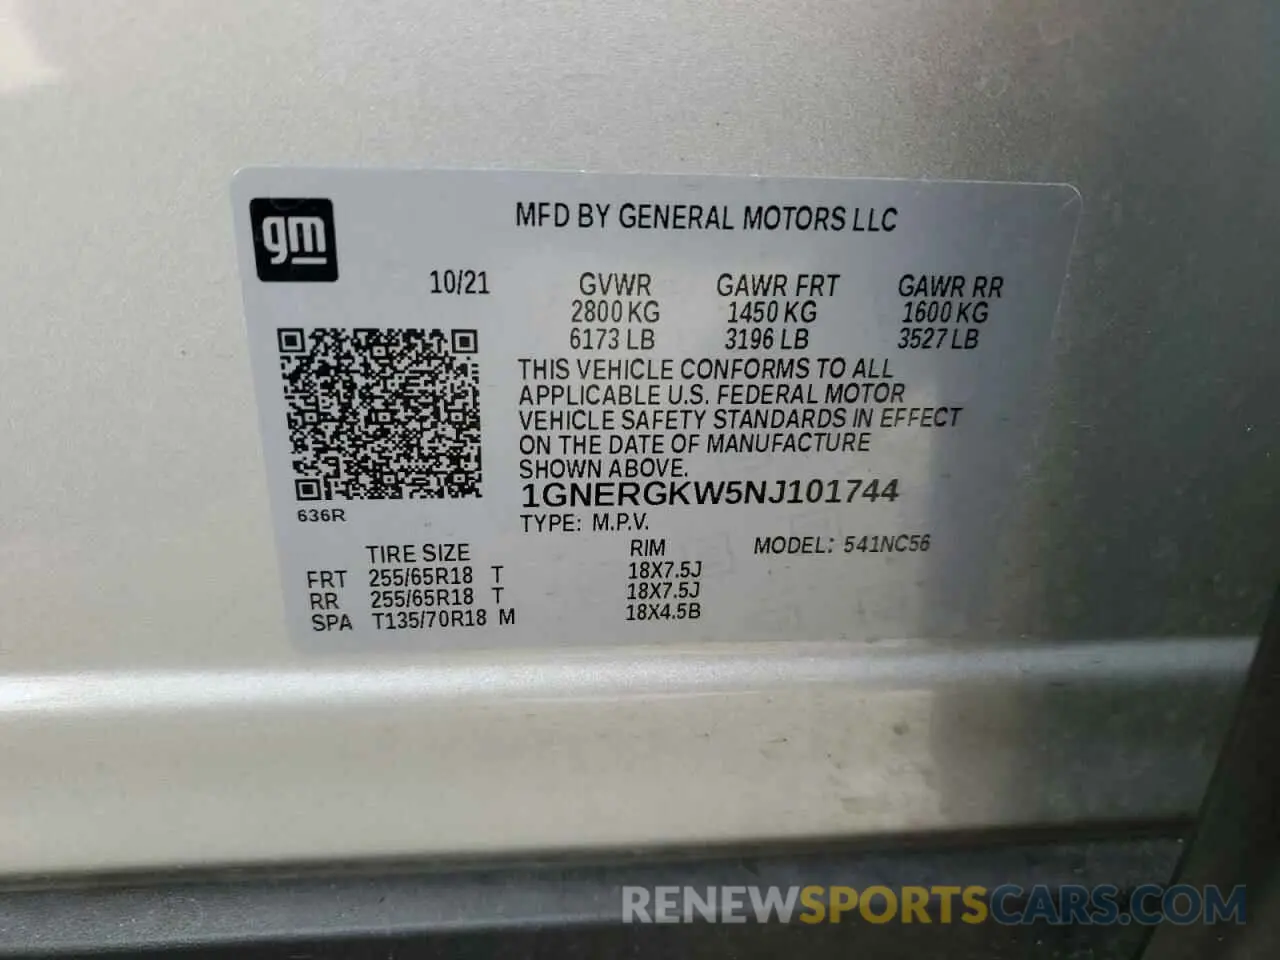 gm
MFD BY GENERAL MOTORS LLC
10/21 GVWR GAWR FRT GAWR RR
2800 KG 1450 KG 1600 KG
6173 LB 3196 LB 3527 LB
THIS VEHICLE CONFORMS TO ALL
APPLICABLE U.S. FEDERAL MOTOR
VEHICLE SAFETY STANDARDS IN EFFECT
ON THE DATE OF MANUFACTURE
SHOWN ABOVE.
1GNERGKW5NJ101744
636R
TYPE: M.P.V.
TIRE SIZE RIM MODEL: 541NC56
FRT 255/65R18 T 18X7.5J
RR 255/65R18 T 18X7.5J
SPA T135/70R18 M 18X4.5B
RENEWSPORTSCARS.COM